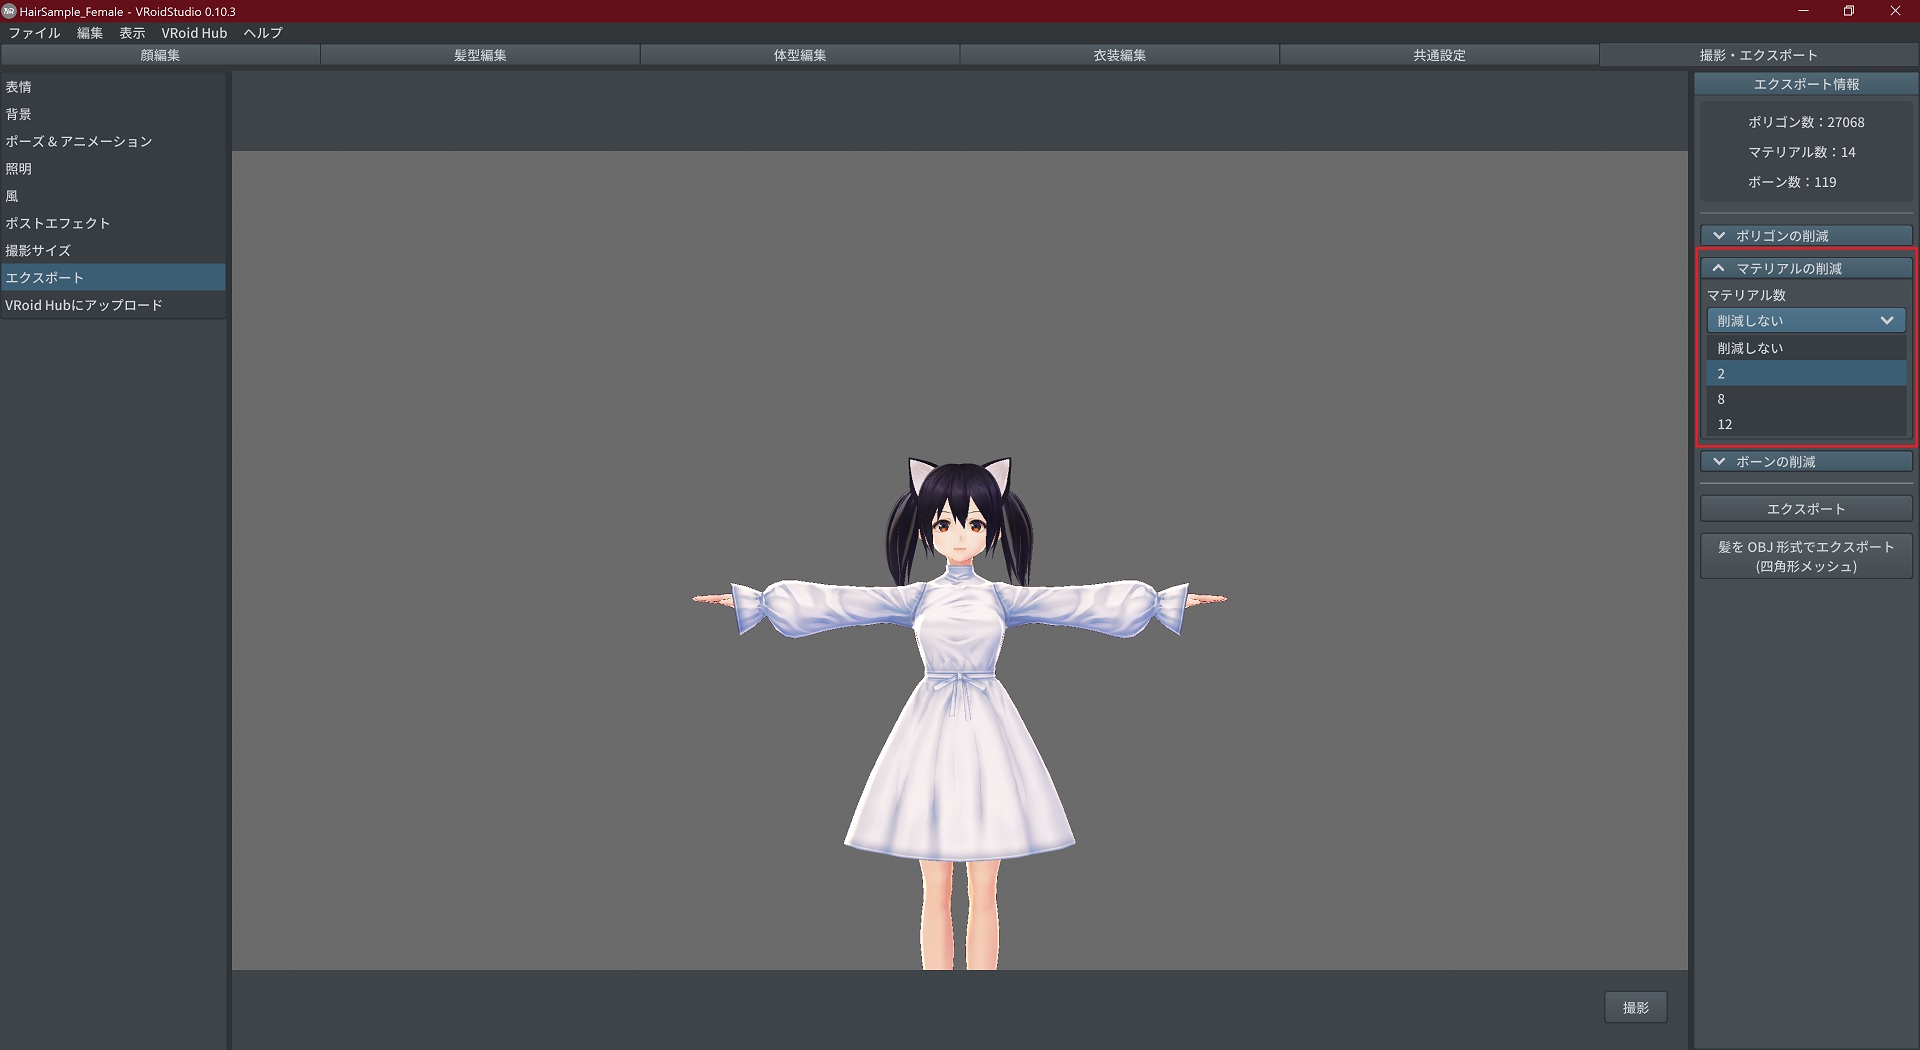 HairSample_Female - VRoidStudio 0.10.3
ファイル 編集 表示 VRoid Hub ヘルプ
顔編集 髪型編集 体型編集 衣装編集 共通設定 撮影・エクスポート
表情
背景
ポーズ & アニメーション
照明
風
ポストエフェクト
撮影サイズ
エクスポート
VRoid Hubにアップロード
エクスポート情報
ポリゴン数：27068
マテリアル数：14
ボーン数：119
ポリゴンの削減
マテリアルの削減
マテリアル数
削減しない
削減しない
2
8
12
ボーンの削減
エクスポート
髪を OBJ 形式でエクスポート
(四角形メッシュ)
撮影